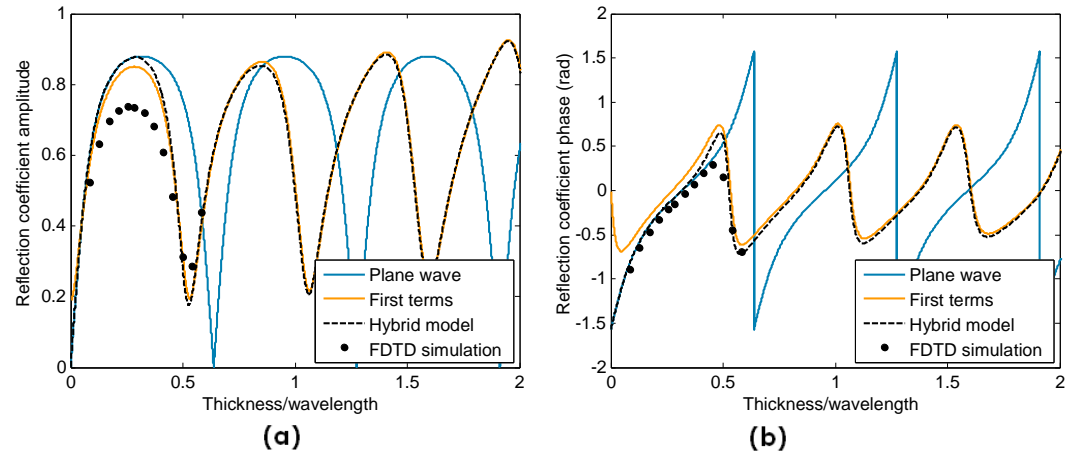 1
0.8
0.6
0.4
0.2
0
Reflection coefficient amplitude
0 0.5 1 1.5 2
Thickness/wavelength
Plane wave
First terms
Hybrid model
FDTD simulation
(a)
2
1.5
1
0.5
0
-0.5
-1
-1.5
-2
Reflection coefficient phase (rad)
0 0.5 1 1.5 2
Thickness/wavelength
Plane wave
First terms
Hybrid model
FDTD simulation
(b)